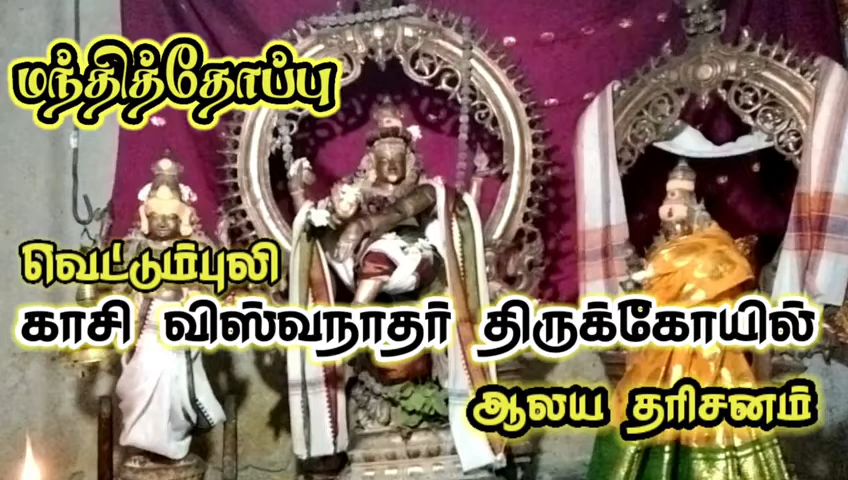 மந்தித்தோப்பு
வெட்டும்புலி
காசி விஸ்வநாதர் திருக்கோயில்
ஆலய தரிசனம்